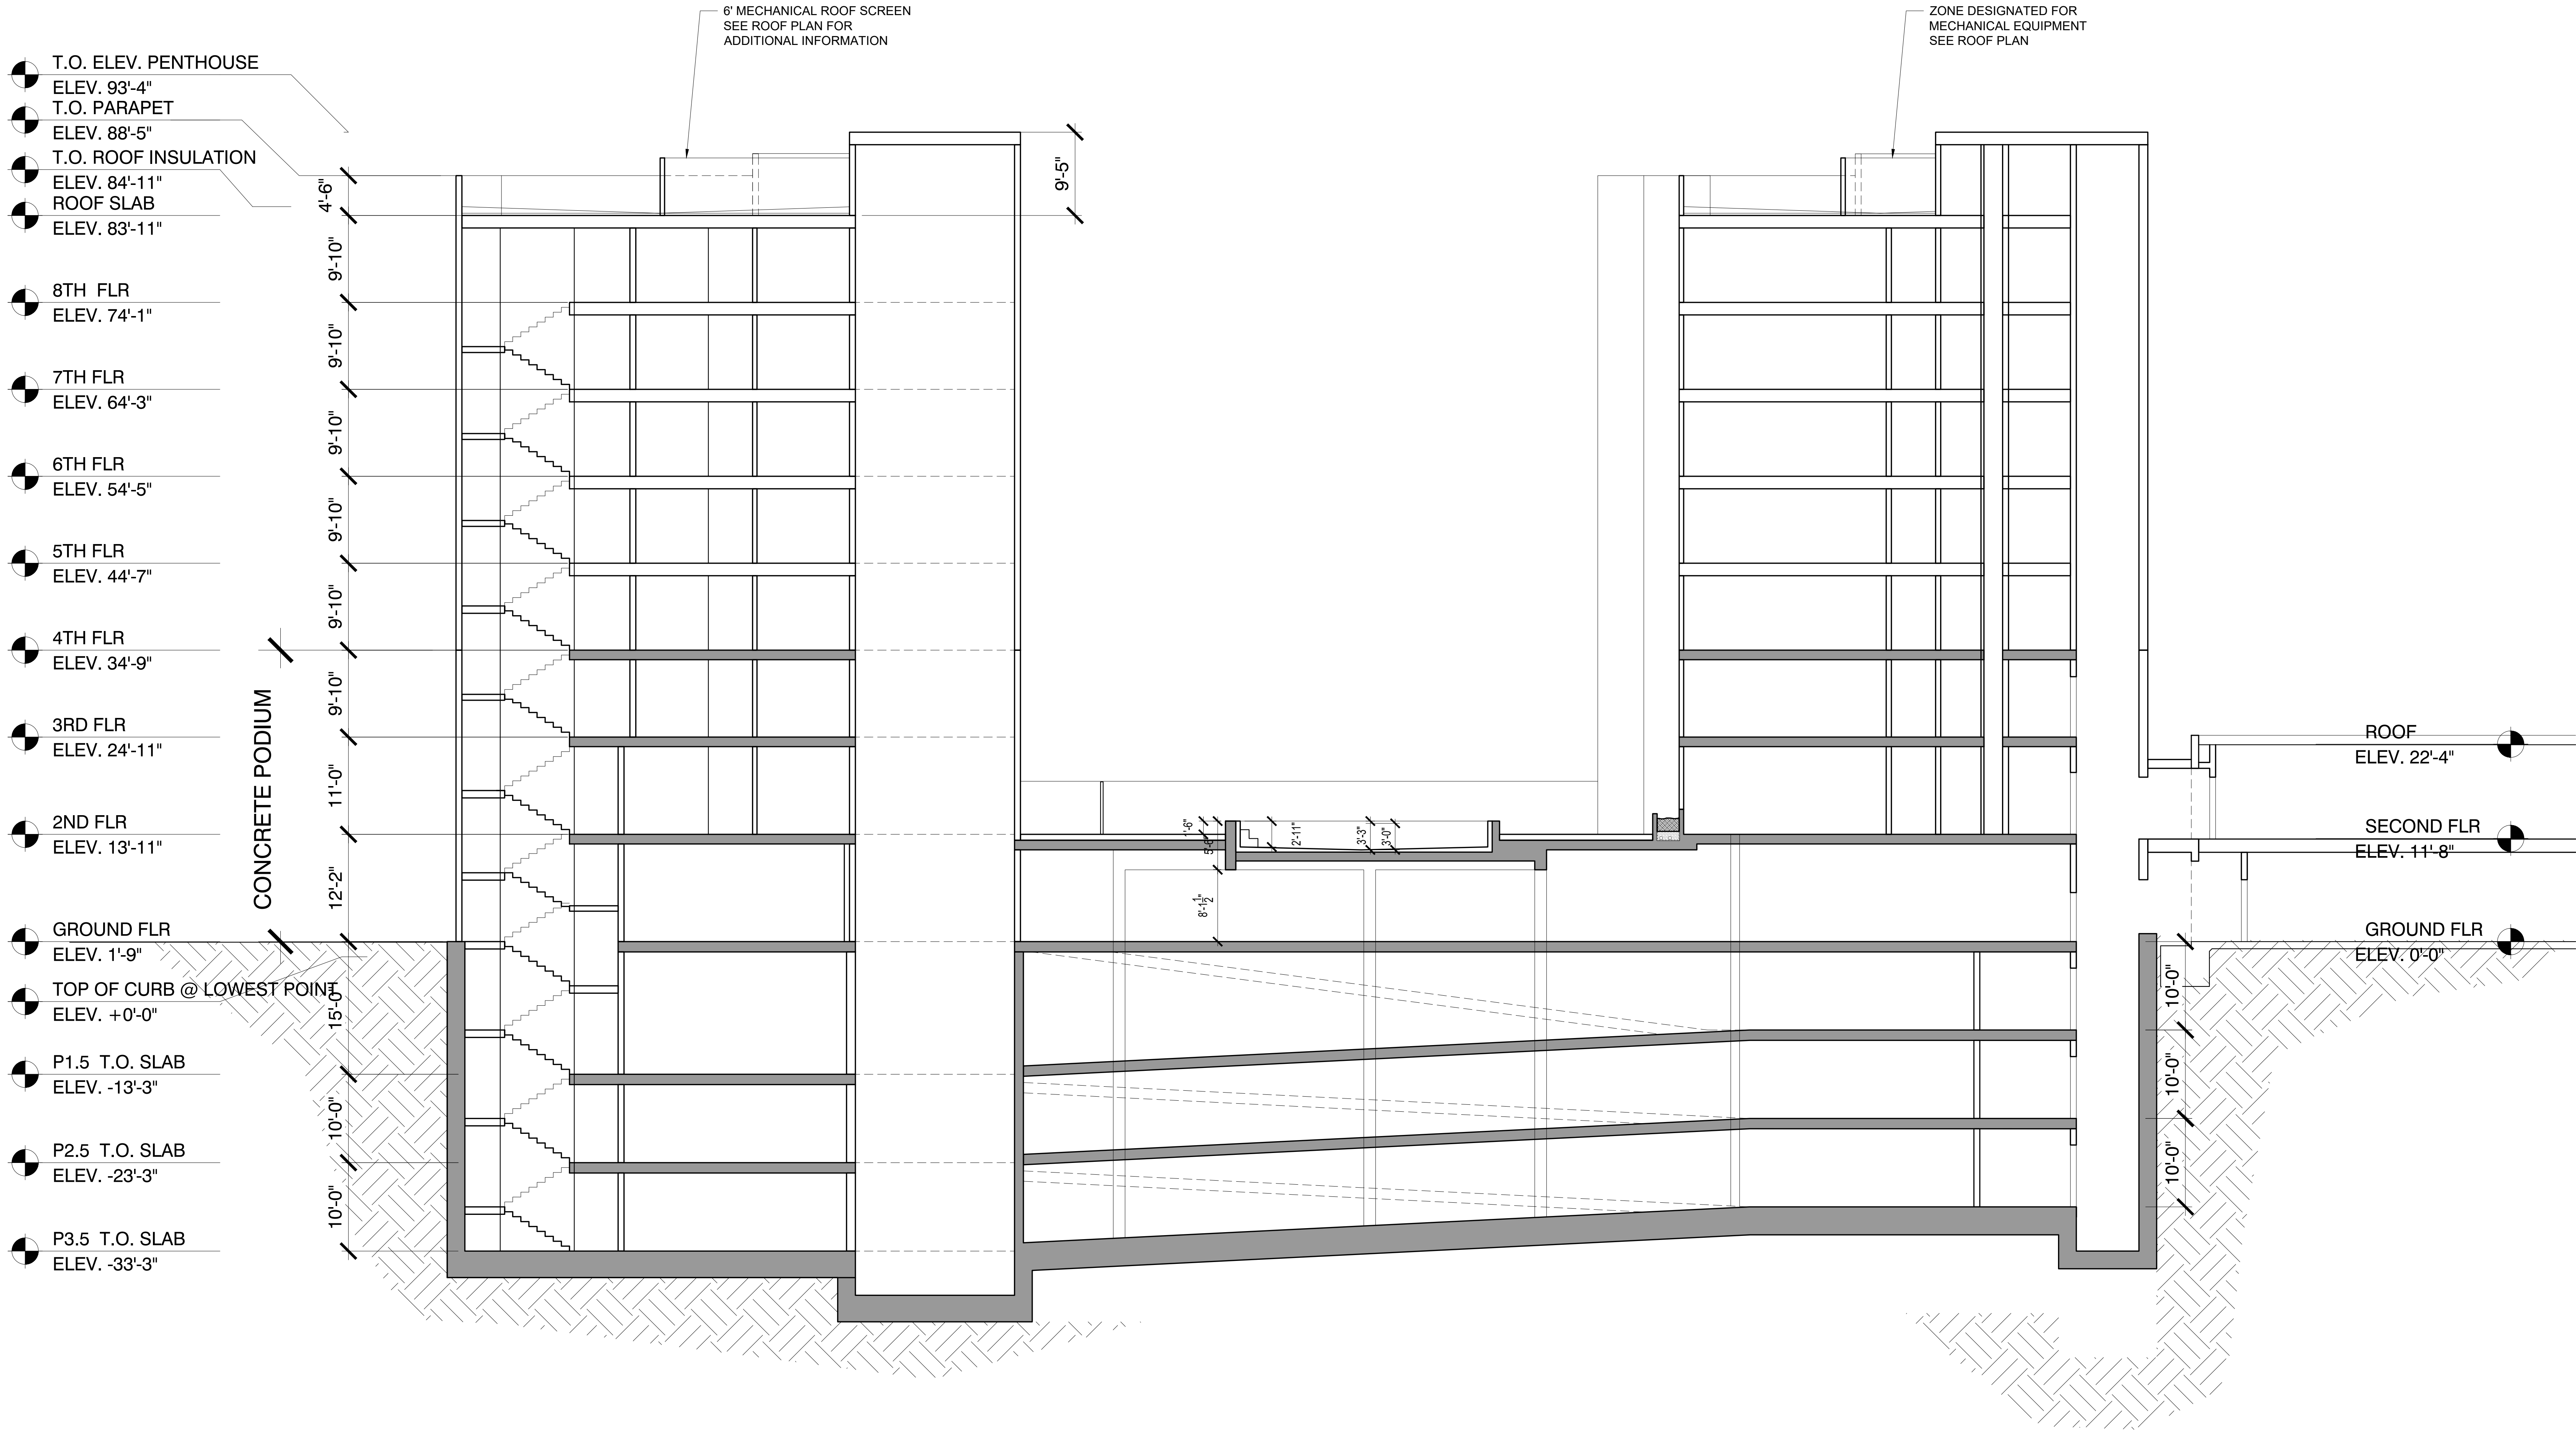 6' MECHANICAL ROOF SCREEN
SEE ROOF PLAN FOR
ADDITIONAL INFORMATION
ZONE DESIGNATED FOR
MECHANICAL EQUIPMENT
SEE ROOF PLAN
T.O. ELEV. PENTHOUSE
ELEV. 93'-4"
T.O. PARAPET
ELEV. 88'-5"
T.O. ROOF INSULATION
ELEV. 84'-11"
ROOF SLAB
ELEV. 83'-11"
8TH FLR
ELEV. 74'-1"
7TH FLR
ELEV. 64'-3"
6TH FLR
ELEV. 54'-5"
5TH FLR
ELEV. 44'-7"
4TH FLR
ELEV. 34'-9"
3RD FLR
ELEV. 24'-11"
2ND FLR
ELEV. 13'-11"
GROUND FLR
ELEV. 1'-9"
TOP OF CURB @ LOWEST POINT
ELEV. +0'-0"
P1.5 T.O. SLAB
ELEV. -13'-3"
P2.5 T.O. SLAB
ELEV. -23'-3"
P3.5 T.O. SLAB
ELEV. -33'-3"
CONCRETE PODIUM
4'-6"
9'-10"
9'-10"
9'-10"
9'-10"
9'-10"
9'-10"
11'-0"
12'-2"
15'-0"
10'-0"
10'-0"
9'-5"
1'-6"
5'-6"
8'-1 1/2"
2'-11"
3'-3"
3'-0"
ROOF
ELEV. 22'-4"
SECOND FLR
ELEV. 11'-8"
GROUND FLR
ELEV. 0'-0"
10'-0"
10'-0"
10'-0"